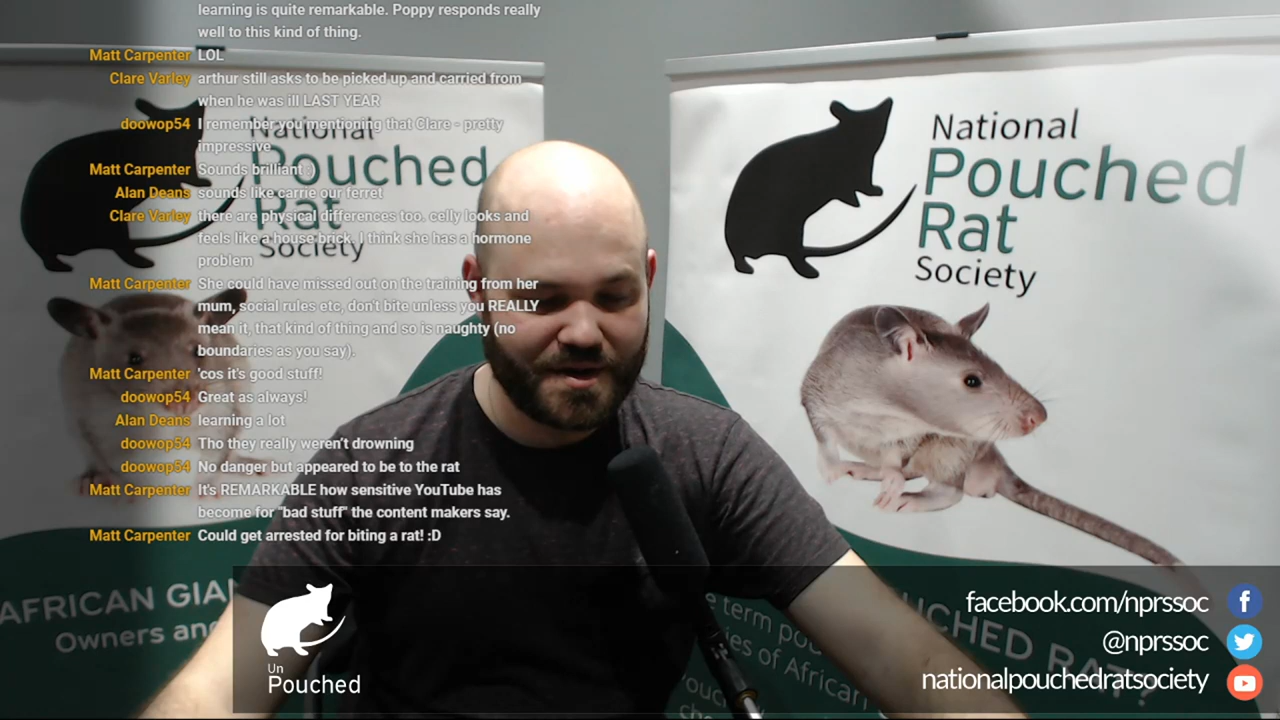 learning is quite remarkable. Poppy responds really
well to this kind of thing.
Matt Carpenter LOL
Clare Varley arthur still asks to be picked up and carried from
when he was ill LAST YEAR
doowop54 I remember you mentioning that Clare - pretty
impressive
Matt Carpenter Sounds brilliant :)
Alan Deans sounds like carrie our ferret
Clare Varley there are physical differences too. celly looks and
feels like a house brick. I think she has a hormone
problem
Matt Carpenter She could have missed out on the training from her
mum, social rules etc, don't bite unless you REALLY
mean it, that kind of thing and so is naughty (no
boundaries as you say).
Matt Carpenter 'cos it's good stuff!
doowop54 Great as always!
Alan Deans learning a lot
doowop54 Tho they really weren't drowning
doowop54 No danger but appeared to be to the rat
Matt Carpenter It's REMARKABLE how sensitive YouTube has
become for "bad stuff" the content makers say.
Matt Carpenter Could get arrested for biting a rat! :D
National
Pouched
Rat
Society
National
Pouched
Rat
Society
AFRICAN GIA
Owners and
e term po
es of African
OUCHED RAT?
Un
Pouched
facebook.com/nprssoc
@nprssoc
nationalpouchedratsociety